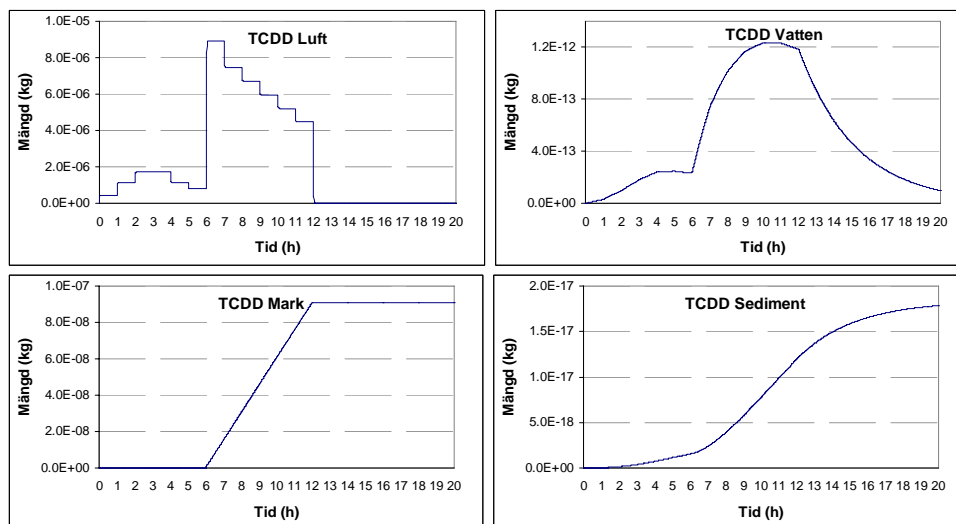 TCDD Luft
Mängd (kg)
1.0E-05
8.0E-06
6.0E-06
4.0E-06
2.0E-06
0.0E+00
0 1 2 3 4 5 6 7 8 9 10 11 12 13 14 15 16 17 18 19 20
Tid (h)
TCDD Vatten
Mängd (kg)
1.2E-12
8.0E-13
4.0E-13
0.0E+00
0 1 2 3 4 5 6 7 8 9 10 11 12 13 14 15 16 17 18 19 20
Tid (h)
TCDD Mark
Mängd (kg)
1.0E-07
8.0E-08
6.0E-08
4.0E-08
2.0E-08
0.0E+00
0 1 2 3 4 5 6 7 8 9 10 11 12 13 14 15 16 17 18 19 20
Tid (h)
TCDD Sediment
Mängd (kg)
2.0E-17
1.5E-17
1.0E-17
5.0E-18
0.0E+00
0 1 2 3 4 5 6 7 8 9 10 11 12 13 14 15 16 17 18 19 20
Tid (h)